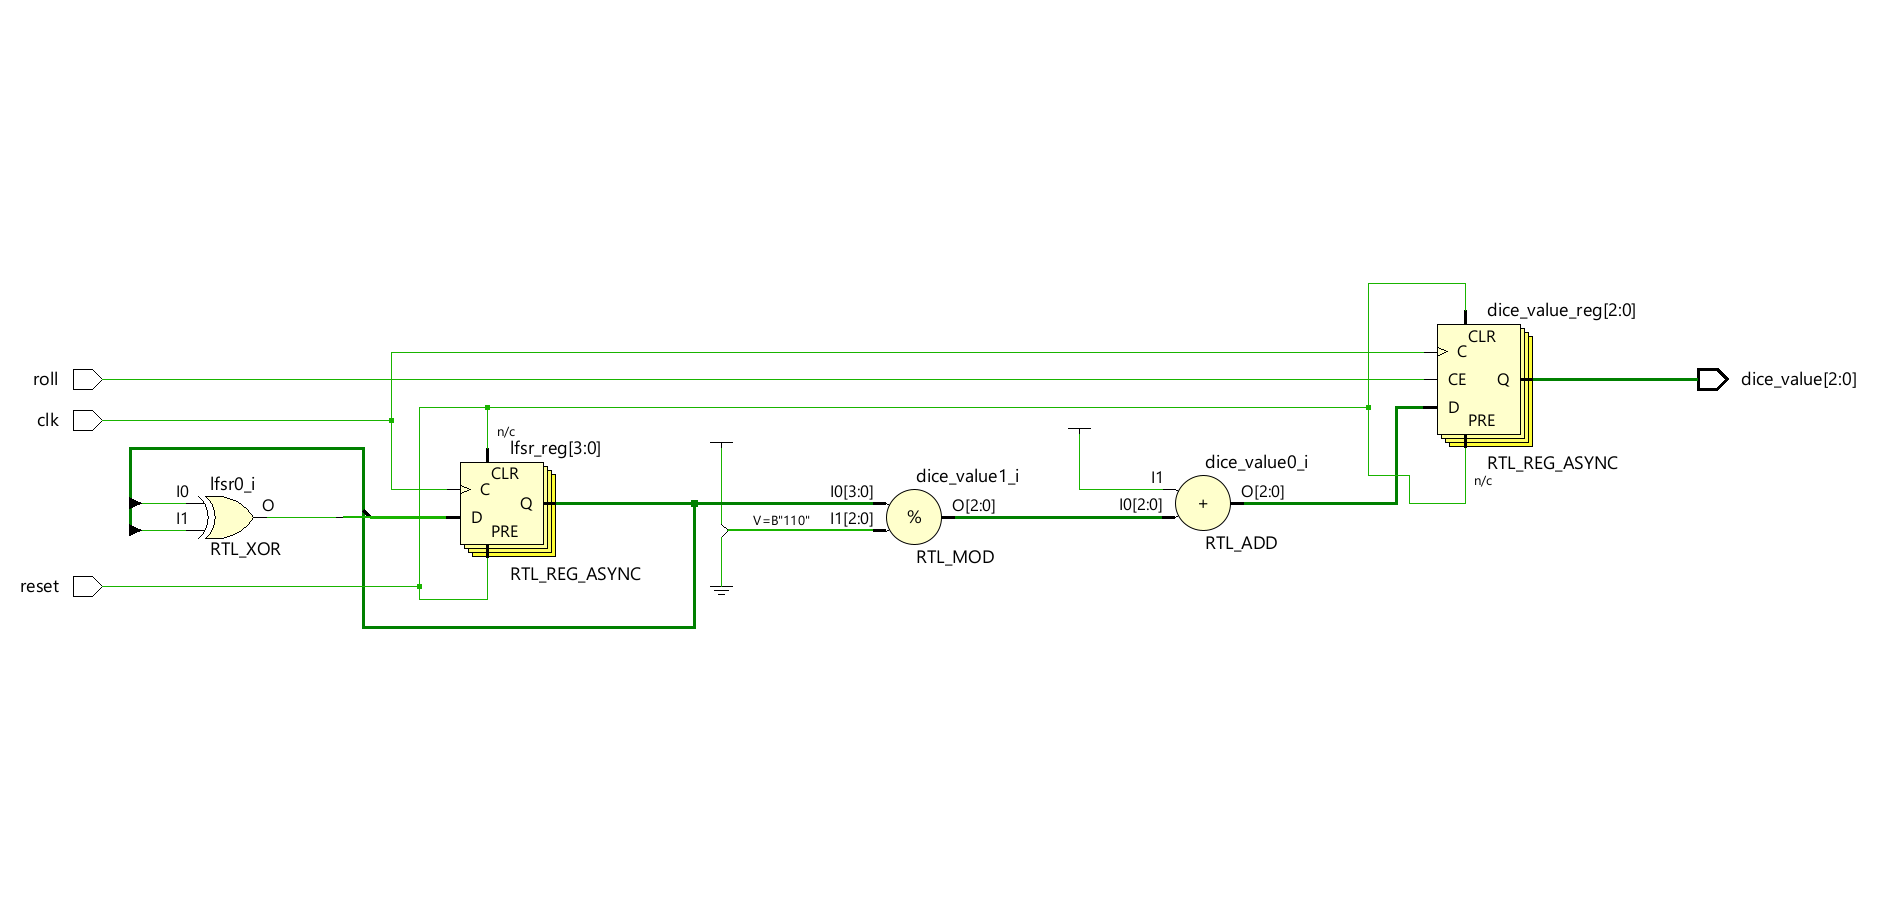 dice_value_reg[2:0]
CLR
C
roll
CE
Q
dice_value[2:0]
D
clk
PRE
n/c
lfsr_reg[3:0]
RTL_REG_ASYNC
n/c
CLR
C
Q
D
PRE
RTL_REG_ASYNC
lfsr0_i
I0
I1
O
RTL_XOR
dice_value1_i
I0[3:0]
I1[2:0]
V=B"110"
%
O[2:0]
RTL_MOD
dice_value0_i
I1
I0[2:0]
+
O[2:0]
RTL_ADD
reset